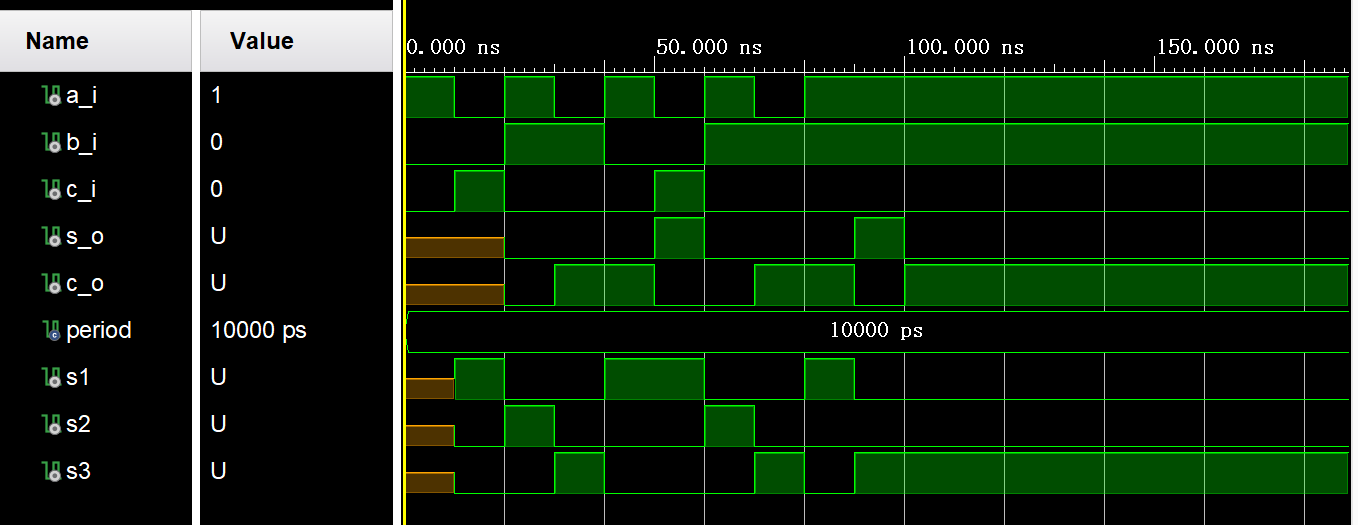 Name Value
0.000 ns 50.000 ns 100.000 ns 150.000 ns
a_i 1
b_i 0
c_i 0
s_o U
c_o U
period 10000 ps 10000 ps
s1 U
s2 U
s3 U